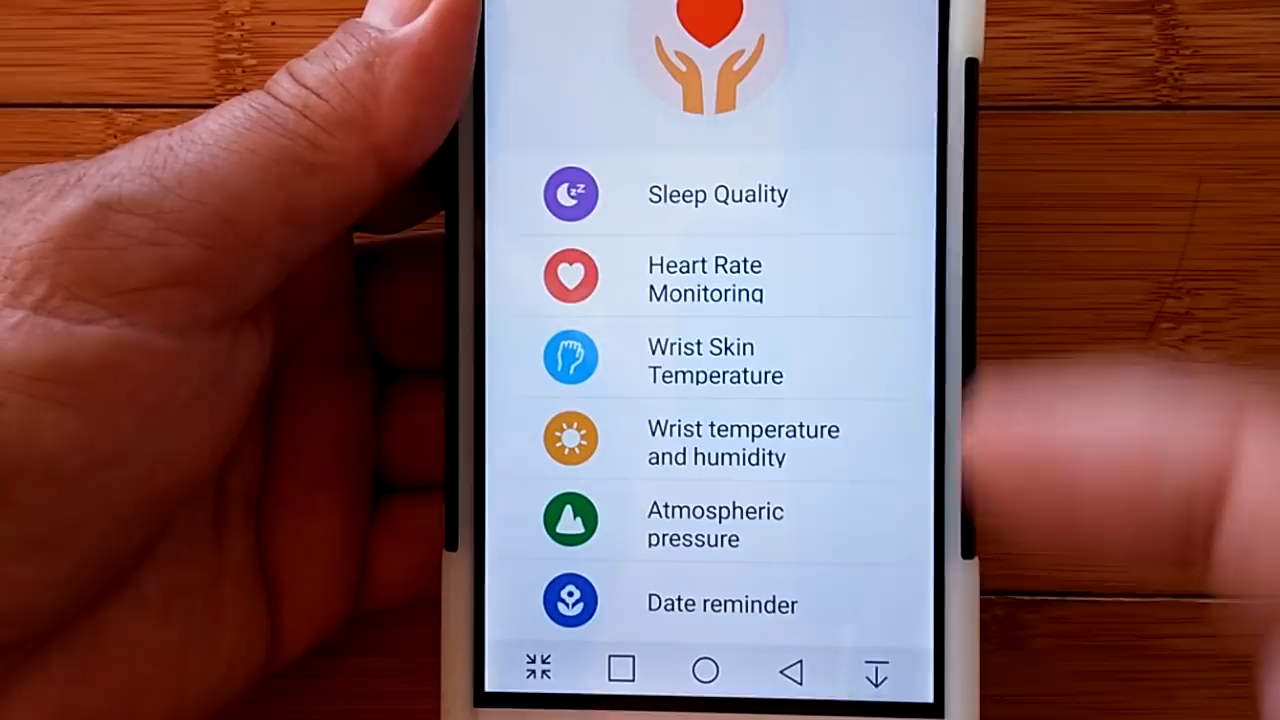 Sleep Quality
Heart Rate
Monitoring
Wrist Skin
Temperature
Wrist temperature
and humidity
Atmospheric
pressure
Date reminder